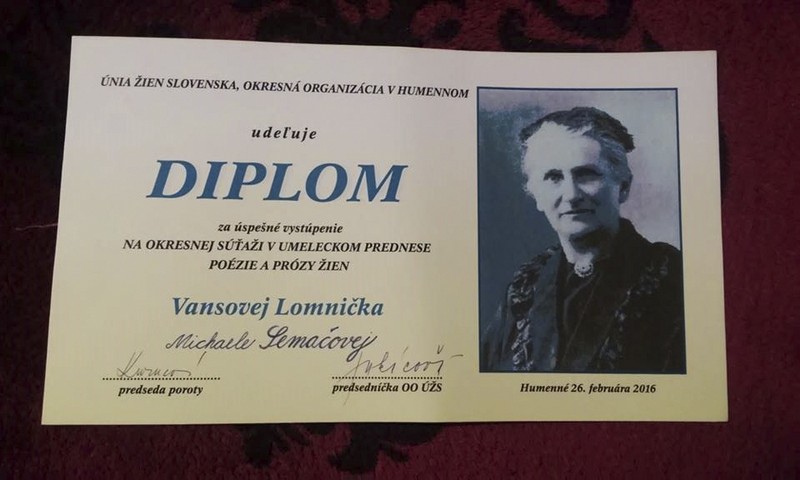 ÚNIA ŽIEN SLOVENSKA, OKRESNÁ ORGANIZÁCIA V HUMENNOM
udeľuje
DIPLOM
za úspešné vystúpenie
NA OKRESNEJ SÚŤAŽI V UMELECKOM PREDNESE
POÉZIE A PRÓZY ŽIEN
Vansovej Lomnička
Michaele Semačovej
predseda poroty
predsedníčka OO ÚŽS
Humenné 26. februára 2016